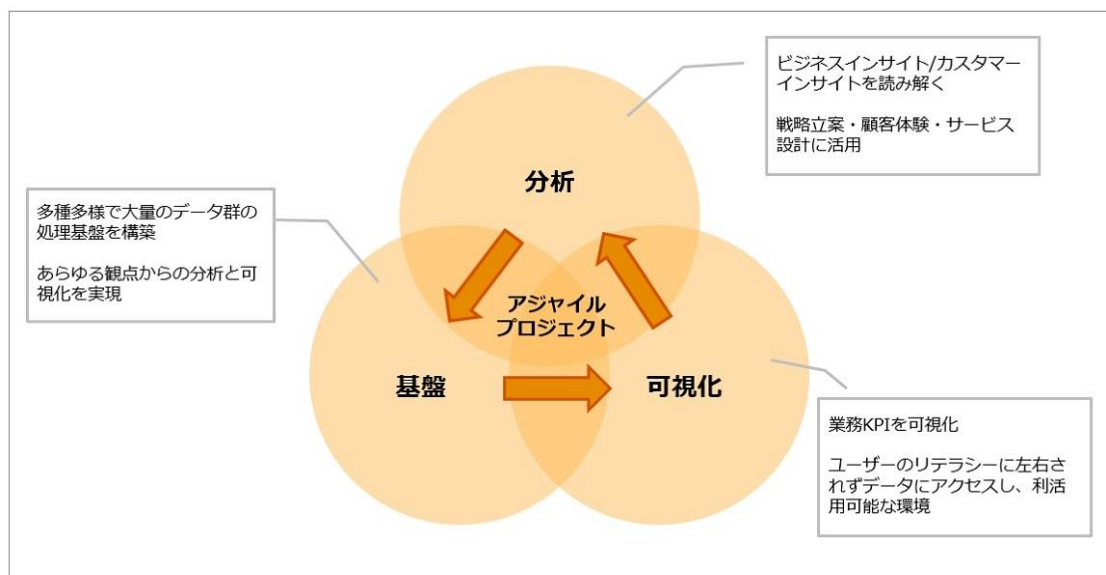 ビジネスインサイト/カスタマー
インサイトを読み解く
戦略立案・顧客体験・サービス
設計に活用
分析
多種多様で大量のデータ群の
処理基盤を構築
あらゆる観点からの分析と可
視化を実現
アジャイル
プロジェクト
基盤
可視化
業務KPIを可視化
ユーザーのリテラシーに左右さ
れずデータにアクセスし、利活
用可能な環境